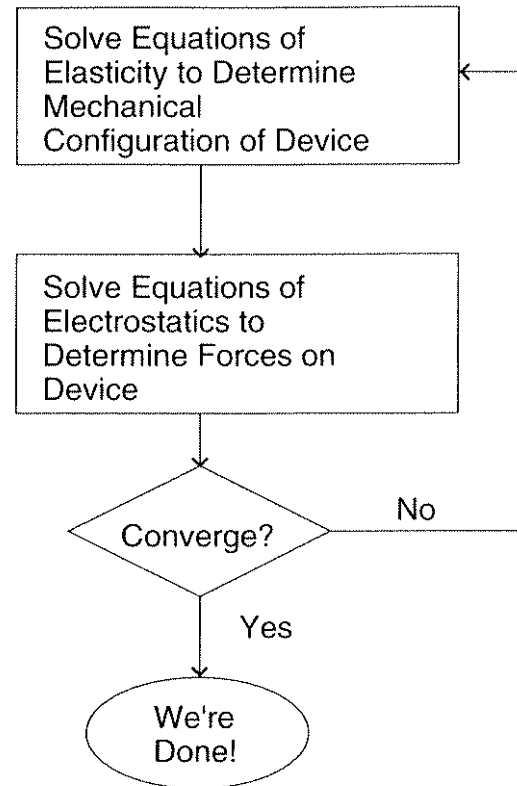 Solve Equations of
Elasticity to Determine
Mechanical
Configuration of Device
Solve Equations of
Electrostatics to
Determine Forces on
Device
Converge?
No
Yes
We're
Done!